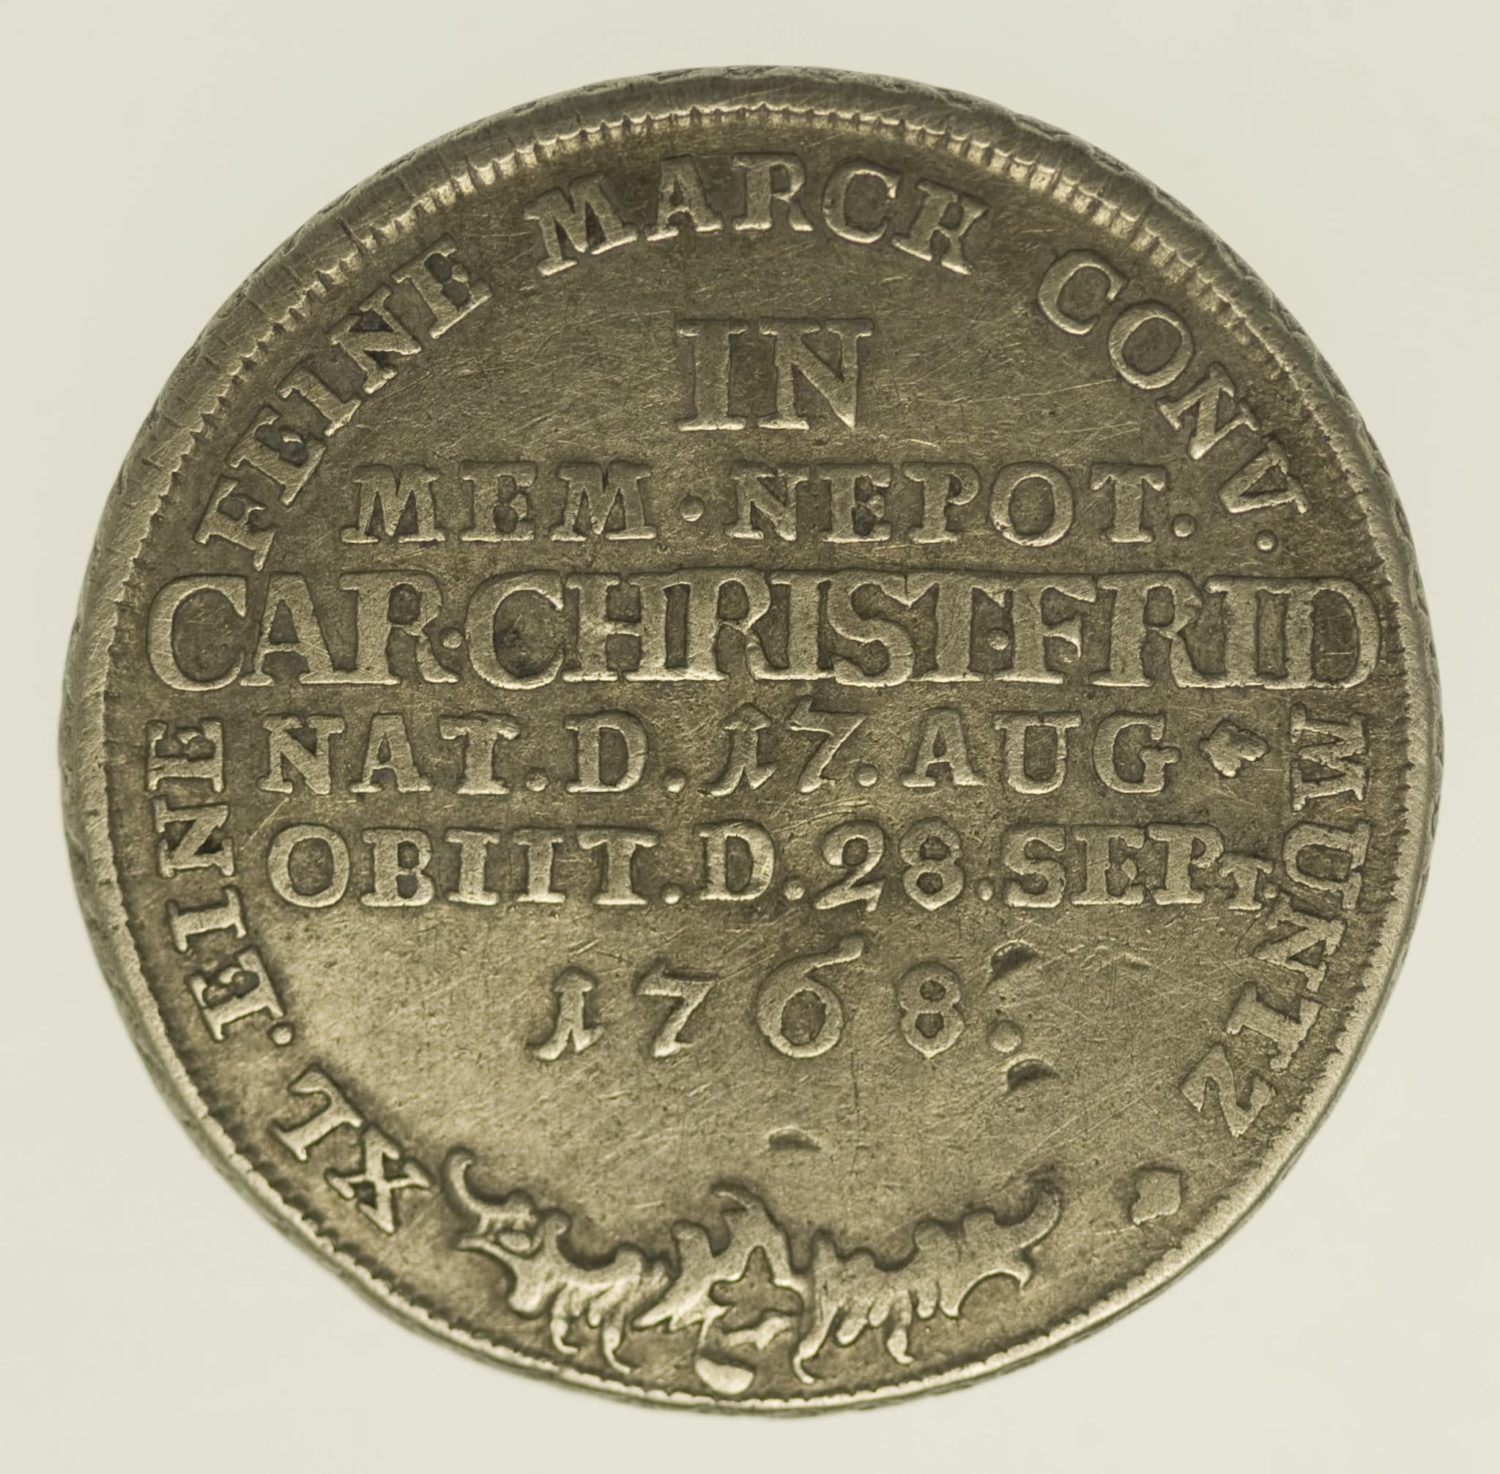 XL . EINE FEINE MARCK CONV . MUNTZ
IN
MEM · NEPOT .
CAR · CHRIST · FRID
NAT . D . 17 . AUG
OBIIT . D . 28 . SEPT .
1768 .